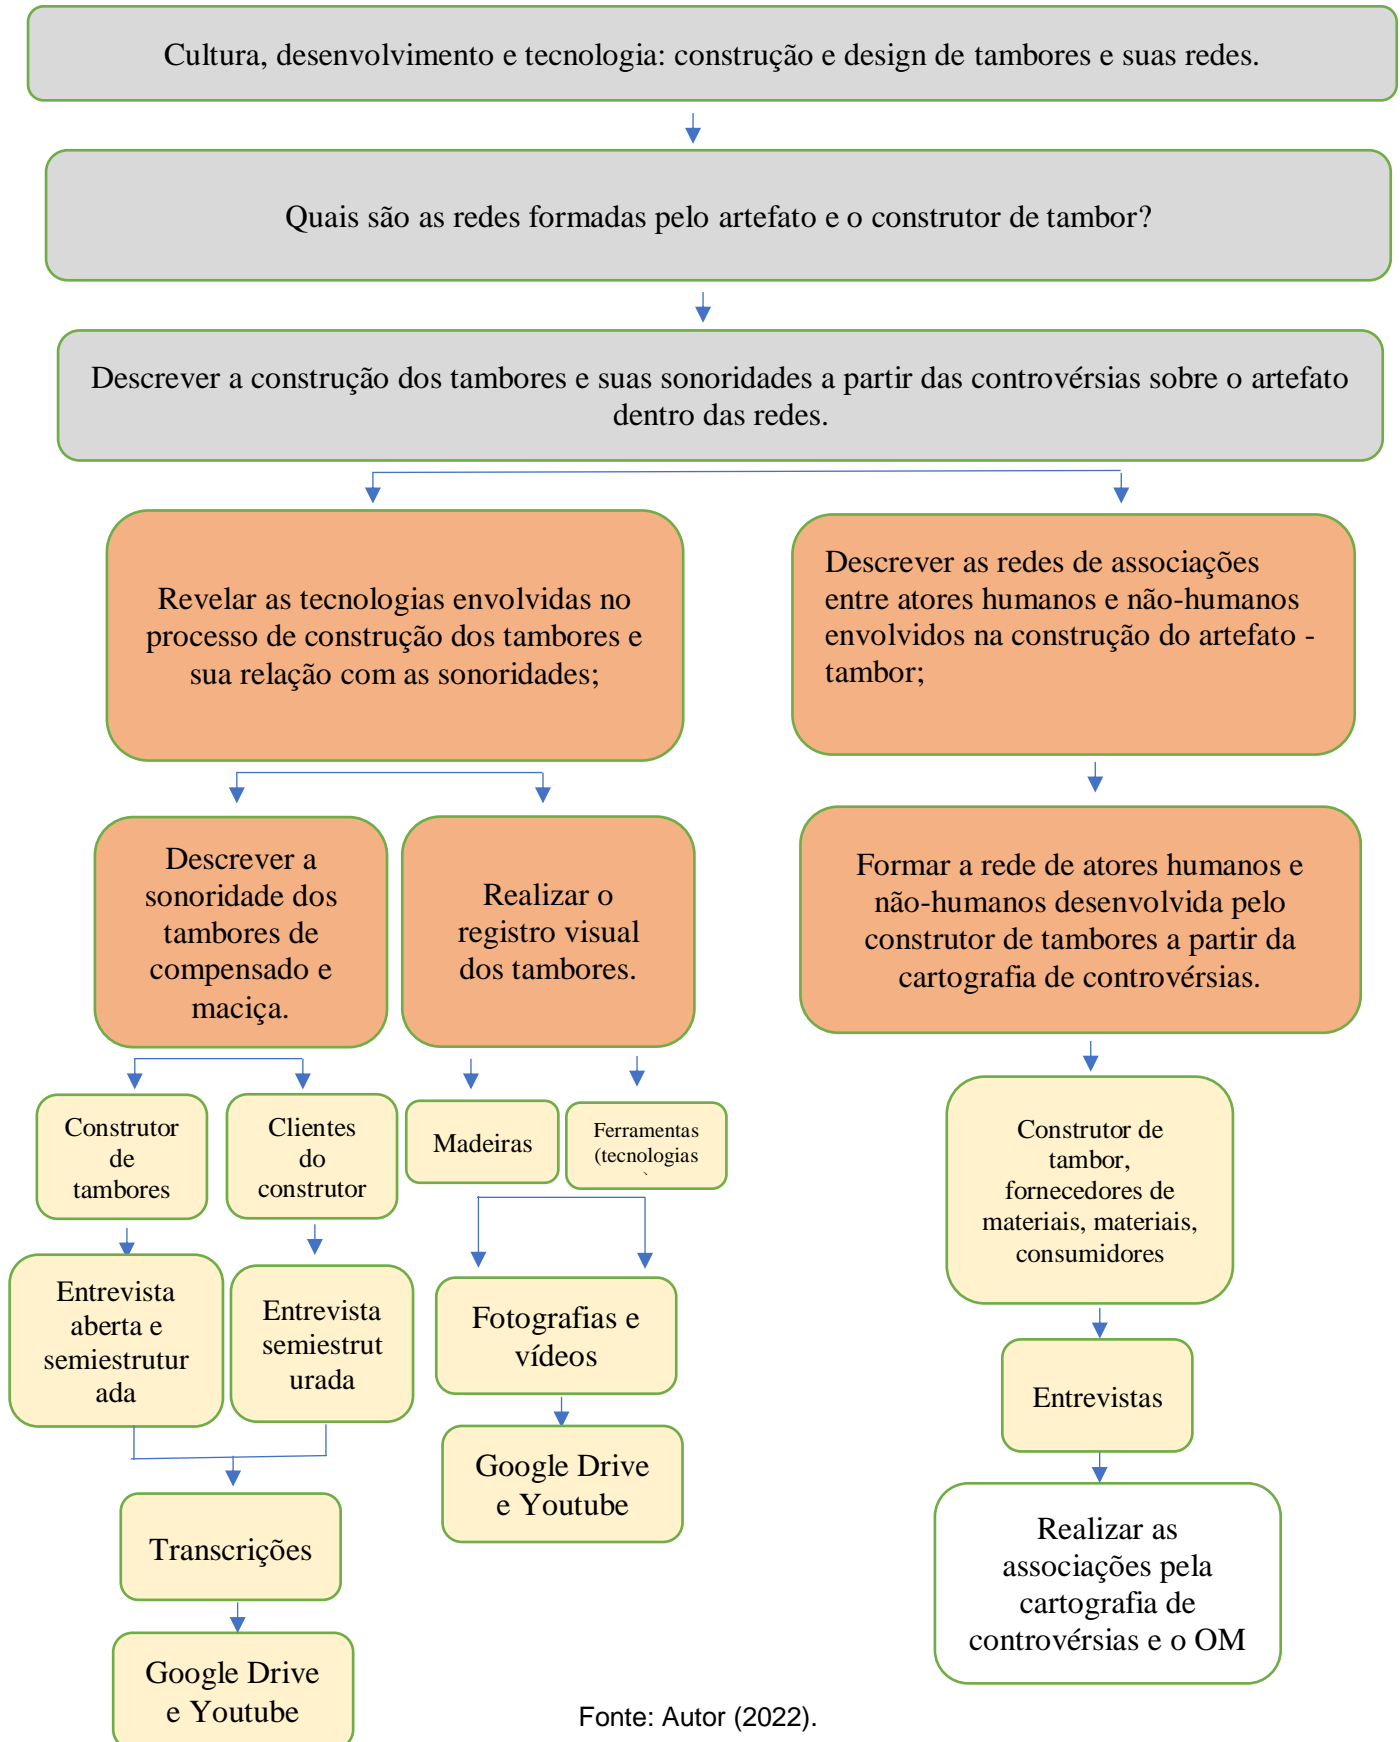 Cultura, desenvolvimento e tecnologia: construção e design de tambores e suas redes.
Quais são as redes formadas pelo artefato e o construtor de tambor?
Descrever a construção dos tambores e suas sonoridades a partir das controvérsias sobre o artefato
dentro das redes.
Revelar as tecnologias envolvidas no
processo de construção dos tambores e
sua relação com as sonoridades;
Descrever as redes de associações
entre atores humanos e não-humanos
envolvidos na construção do artefato -
tambor;
Descrever a
sonoridade dos
tambores de
compensado e
maciça.
Realizar o
registro visual
dos tambores.
Formar a rede de atores humanos e
não-humanos desenvolvida pelo
construtor de tambores a partir da
cartografia de controvérsias.
Construtor
de
tambores
Clientes
do
construtor
Madeiras
Ferramentas
(tecnologias
Construtor de
tambor,
fornecedores de
materiais, materiais,
consumidores
Entrevista
aberta e
semiestrutur
ada
Entrevista
semiestrut
urada
Fotografias e
vídeos
Entrevistas
Transcrições
Google Drive
e Youtube
Realizar as
associações pela
cartografia de
controvérsias e o OM
Google Drive
e Youtube
Fonte: Autor (2022).